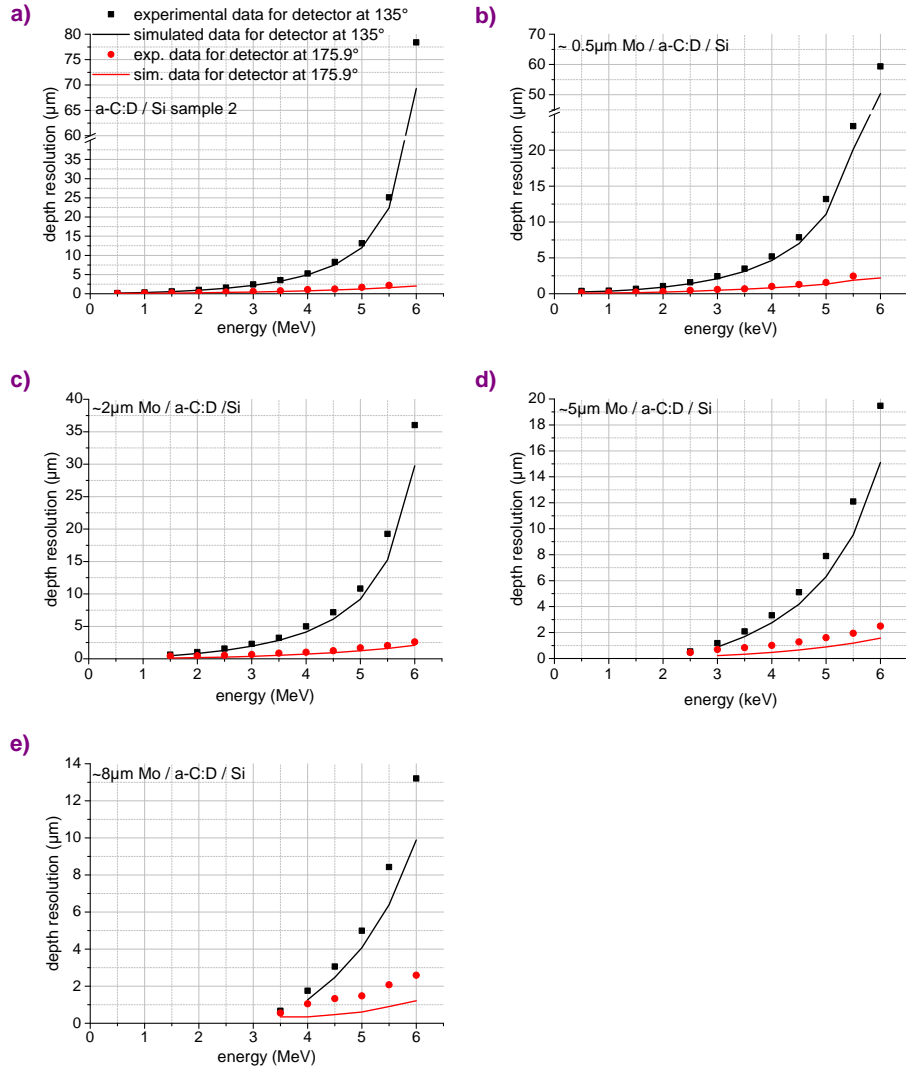 a)
experimental data for detector at 135°
simulated data for detector at 135°
exp. data for detector at 175.9°
sim. data for detector at 175.9°
a-C:D / Si sample 2
depth resolution (µm)
80
75
70
65
60
35
30
25
20
15
10
5
0
0 1 2 3 4 5 6
energy (MeV)
b)
~ 0.5µm Mo / a-C:D / Si
depth resolution (µm)
70
60
50
20
15
10
5
0
0 1 2 3 4 5 6
energy (keV)
c)
~2µm Mo / a-C:D /Si
depth resolution (µm)
40
35
30
25
20
15
10
5
0
0 1 2 3 4 5 6
energy (MeV)
d)
~5µm Mo / a-C:D / Si
depth resolution (µm)
20
18
16
14
12
10
8
6
4
2
0
0 1 2 3 4 5 6
energy (keV)
e)
~8µm Mo / a-C:D / Si
depth resolution (µm)
14
12
10
8
6
4
2
0
0 1 2 3 4 5 6
energy (MeV)